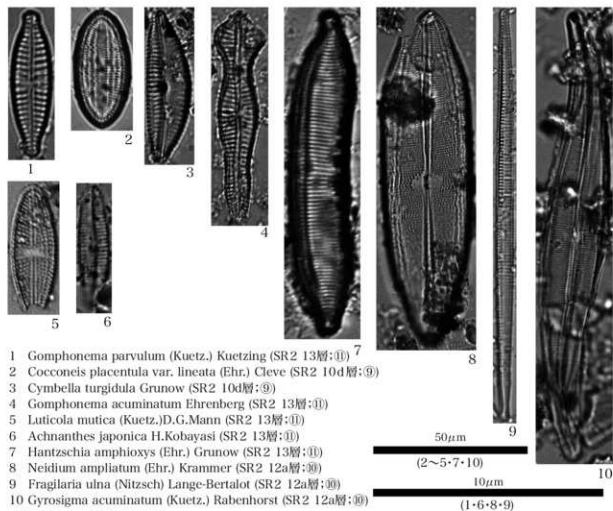 1
2
3
4
5
6
7
8
9
10
1 Gomphonema parvulum (Kuetz.) Kuetzing (SR2 13層;⑪)
2 Cocconeis placentula var. lineata (Ehr.) Cleve (SR2 10d層;⑨)
3 Cymbella turgidula Grunow (SR2 10d層;⑨)
4 Gomphonema acuminatum Ehrenberg (SR2 13層;⑪)
5 Luticola mutica (Kuetz.)D.G.Mann (SR2 13層;⑪)
6 Achnanthes japonica H.Kobayasi (SR2 13層;⑪)
7 Hantzschia amphioxys (Ehr.) Grunow (SR2 13層;⑪)
8 Neidium ampliatum (Ehr.) Krammer (SR2 12a層;⑩)
9 Fragilaria ulna (Nitzsch) Lange-Bertalot (SR2 12a層;⑩)
10 Gyrosigma acuminatum (Kuetz.) Rabenhorst (SR2 12a層;⑩)
50μm
(2〜5・7・10)
10μm
(1・6・8・9)